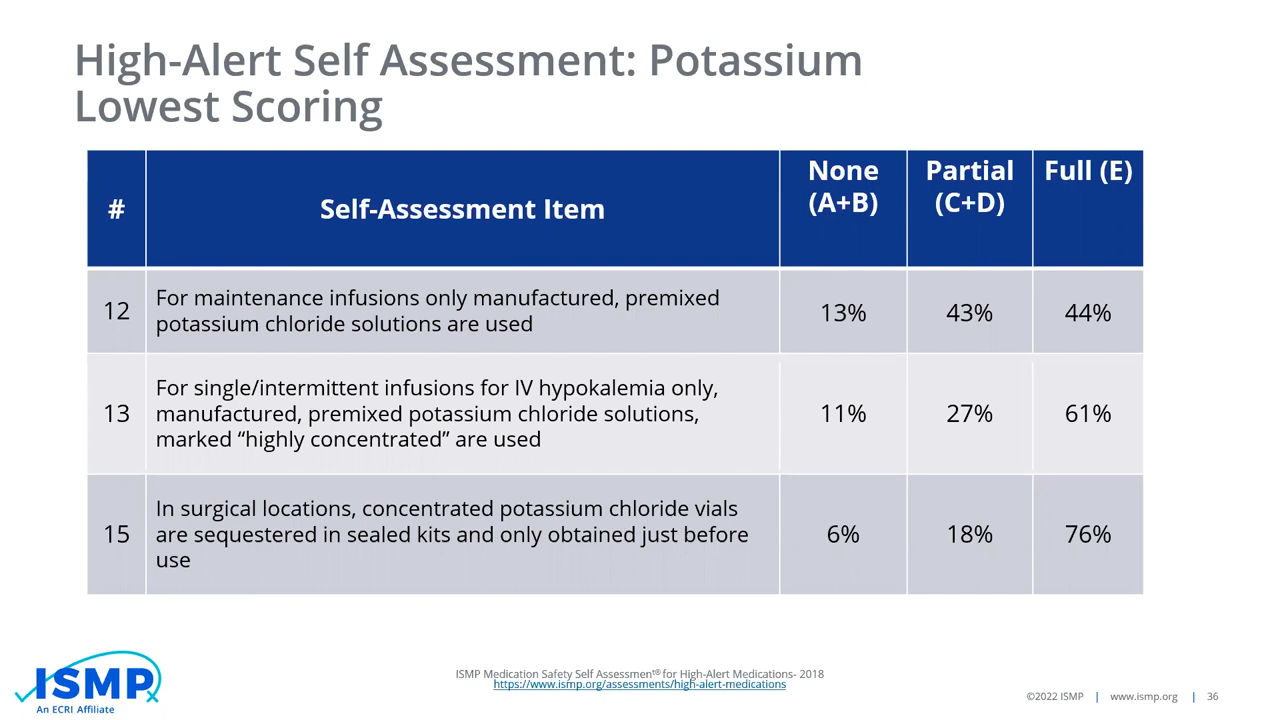 High-Alert Self Assessment: Potassium
Lowest Scoring
#
Self-Assessment Item
None
(A+B)
Partial
(C+D)
Full (E)
12
For maintenance infusions only manufactured, premixed
potassium chloride solutions are used
13%
43%
44%
13
For single/intermittent infusions for IV hypokalemia only,
manufactured, premixed potassium chloride solutions,
marked “highly concentrated” are used
11%
27%
61%
15
In surgical locations, concentrated potassium chloride vials
are sequestered in sealed kits and only obtained just before
use
6%
18%
76%
ISMP
An ECRI Affiliate
ISMP Medication Safety Self Assessment® for High-Alert Medications- 2018
https://www.ismp.org/assessments/high-alert-medications
©2022 ISMP | www.ismp.org | 36